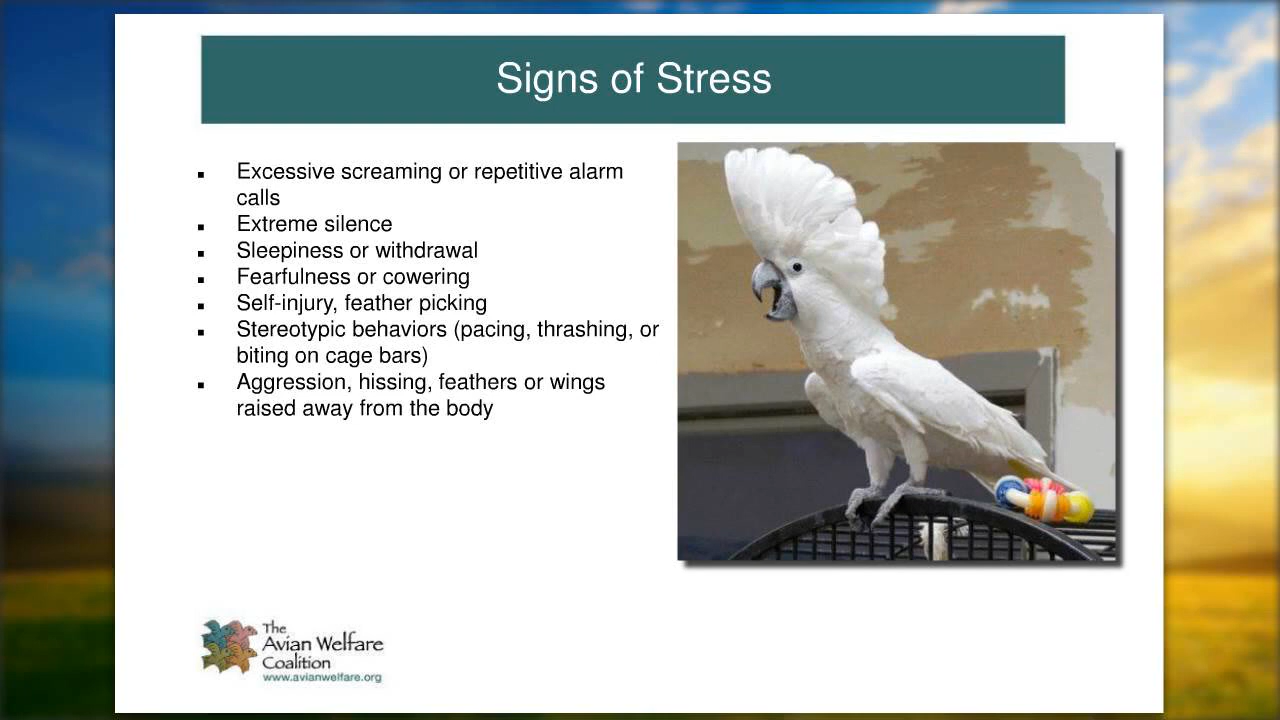 Signs of Stress
▪ Excessive screaming or repetitive alarm
calls
▪ Extreme silence
▪ Sleepiness or withdrawal
▪ Fearfulness or cowering
▪ Self-injury, feather picking
▪ Stereotypic behaviors (pacing, thrashing, or
biting on cage bars)
▪ Aggression, hissing, feathers or wings
raised away from the body
The
Avian Welfare
Coalition
www.avianwelfare.org